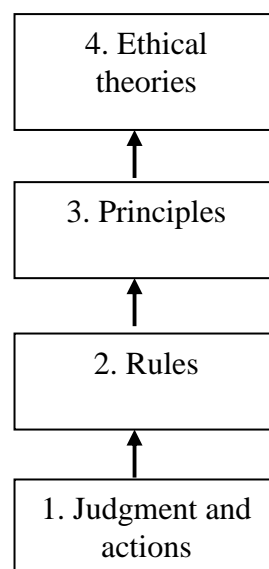 4. Ethical
theories
3. Principles
2. Rules
1. Judgment and
actions